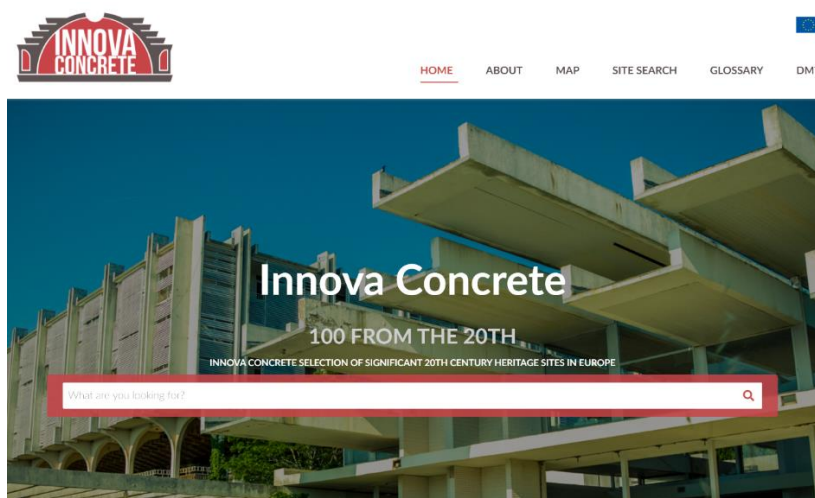 INNOVA
CONCRETE
HOME ABOUT MAP SITE SEARCH GLOSSARY
Innova Concrete
100 FROM THE 20TH
INNOVA CONCRETE SELECTION OF SIGNIFICANT 20TH CENTURY HERITAGE SITES IN EUROPE
What are you looking for?